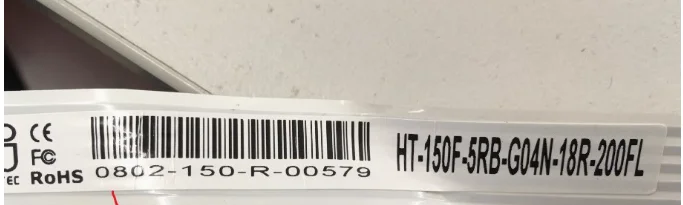 CE
FC
RoHS
0802-150-R-00579
HT-150F-5RB-G04N-18R-200FL